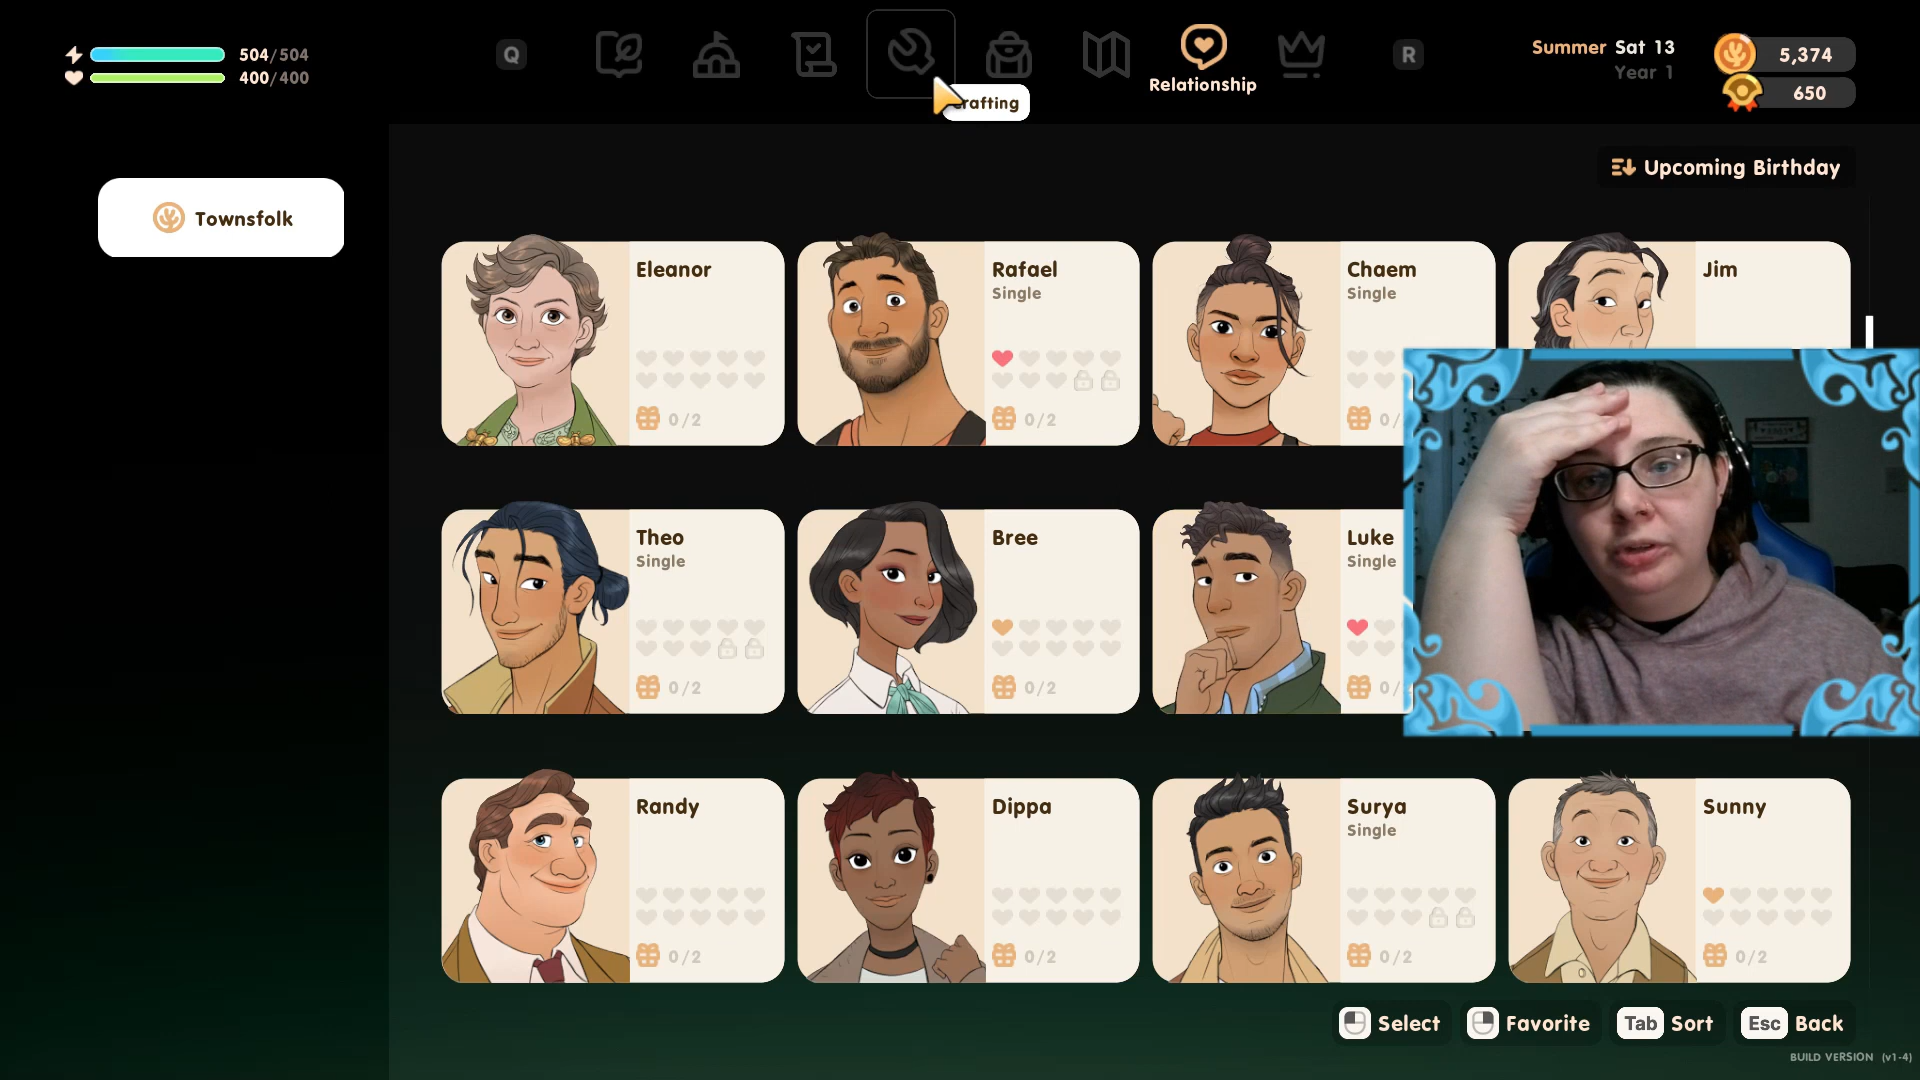 504/504
400/400
Q
Relationship
R
Summer Sat 13
Year 1
5,374
650
rafting
Townsfolk
Upcoming Birthday
Eleanor
0/2
Rafael
Single
0/2
Chaem
Single
0/
Jim
Theo
Single
0/2
Bree
0/2
Luke
Single
0/
Randy
0/2
Dippa
0/2
Surya
Single
0/2
Sunny
0/2
Select
Favorite
Tab Sort
Esc Back
BUILD VERSION (v1-4)